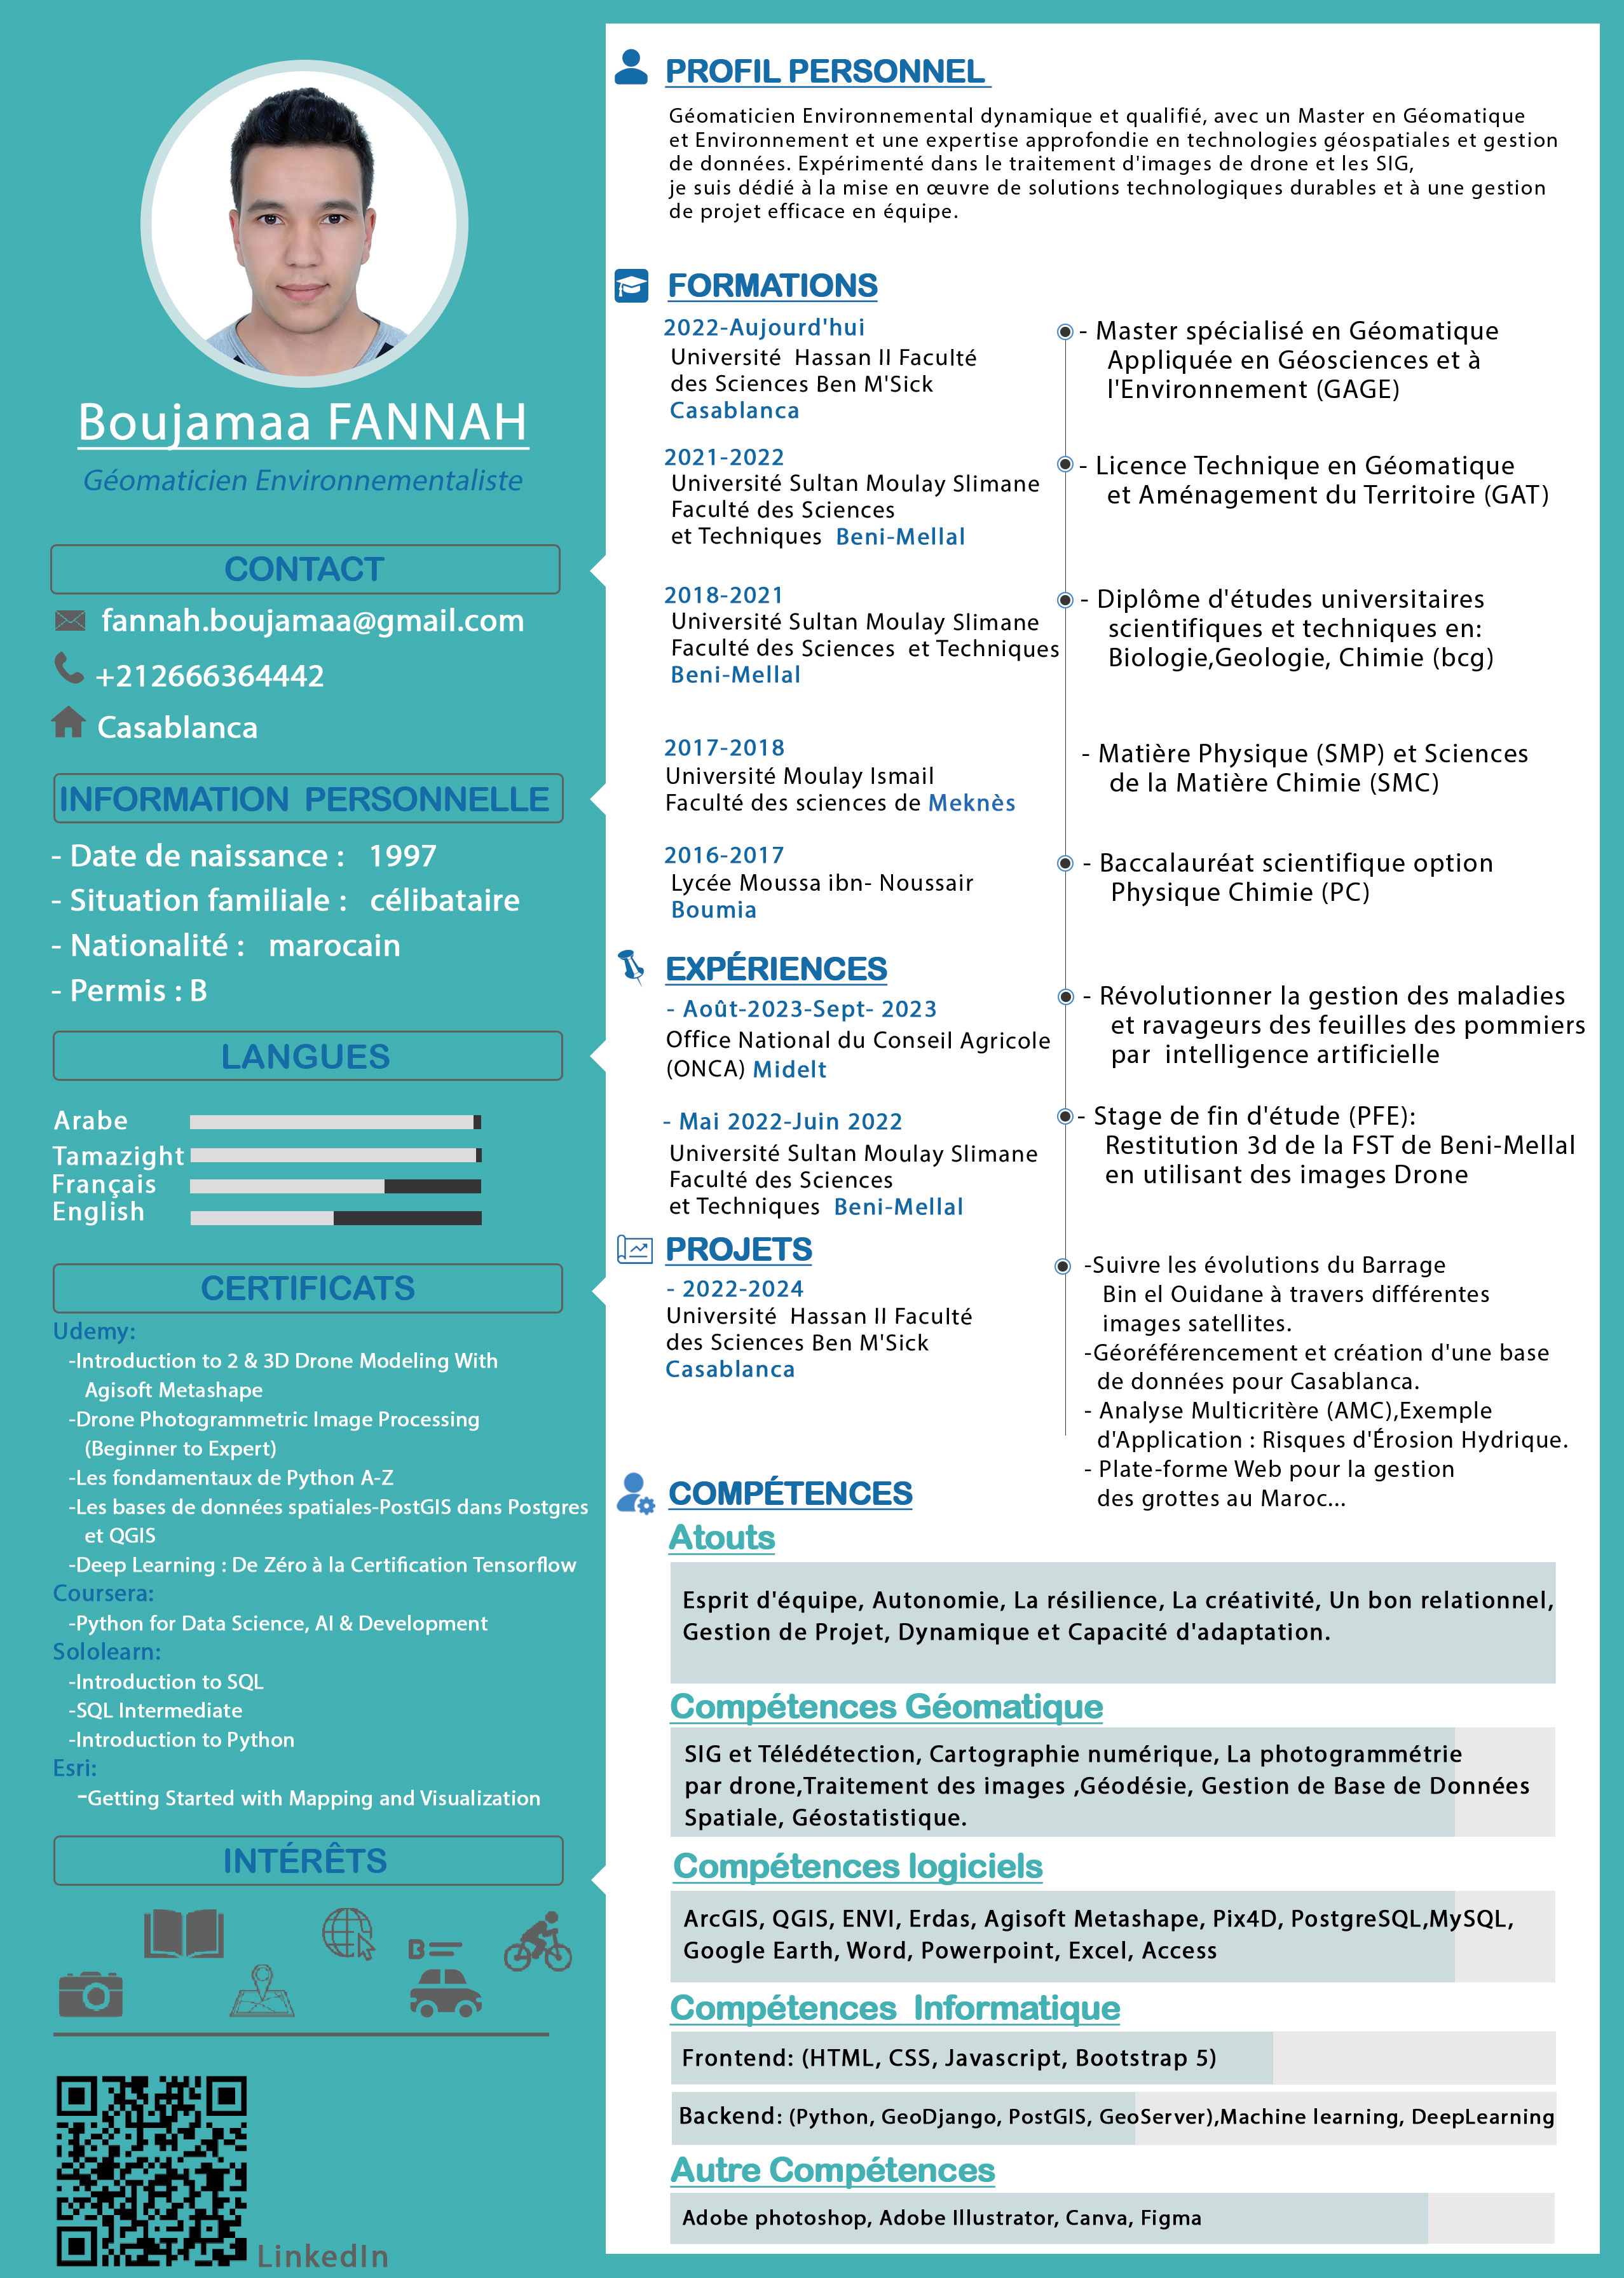 Boujamaa FANNAH
Géomaticien Environnementaliste
CONTACT
fannah.boujamaa@gmail.com
+212666364442
Casablanca
INFORMATION PERSONNELLE
- Date de naissance : 1997
- Situation familiale : célibataire
- Nationalité : marocain
- Permis : B
LANGUES
Arabe
Tamazight
Français
English
CERTIFICATS
Udemy:
-Introduction to 2 & 3D Drone Modeling With
Agisoft Metashape
-Drone Photogrammetric Image Processing
(Beginner to Expert)
-Les fondamentaux de Python A-Z
-Les bases de données spatiales-PostGIS dans Postgres
et QGIS
-Deep Learning : De Zéro à la Certification Tensorflow
Coursera:
-Python for Data Science, AI & Development
Sololearn:
-Introduction to SQL
-SQL Intermediate
-Introduction to Python
Esri:
-Getting Started with Mapping and Visualization
INTÉRÊTS
B
LinkedIn
PROFIL PERSONNEL
Géomaticien Environnemental dynamique et qualifié, avec un Master en Géomatique
et Environnement et une expertise approfondie en technologies géospatiales et gestion
de données. Expérimenté dans le traitement d'images de drone et les SIG,
je suis dédié à la mise en œuvre de solutions technologiques durables et à une gestion
de projet efficace en équipe.
FORMATIONS
2022-Aujourd'hui
Université Hassan II Faculté
des Sciences Ben M'Sick
Casablanca
- Master spécialisé en Géomatique
Appliquée en Géosciences et à
l'Environnement (GAGE)
2021-2022
Université Sultan Moulay Slimane
Faculté des Sciences
et Techniques Beni-Mellal
- Licence Technique en Géomatique
et Aménagement du Territoire (GAT)
2018-2021
Université Sultan Moulay Slimane
Faculté des Sciences et Techniques
Beni-Mellal
- Diplôme d'études universitaires
scientifiques et techniques en:
Biologie,Geologie, Chimie (bcg)
2017-2018
Université Moulay Ismail
Faculté des sciences de Meknès
- Matière Physique (SMP) et Sciences
de la Matière Chimie (SMC)
2016-2017
Lycée Moussa ibn- Noussair
Boumia
- Baccalauréat scientifique option
Physique Chimie (PC)
EXPÉRIENCES
- Août-2023-Sept- 2023
Office National du Conseil Agricole
(ONCA) Midelt
- Révolutionner la gestion des maladies
et ravageurs des feuilles des pommiers
par intelligence artificielle
- Mai 2022-Juin 2022
Université Sultan Moulay Slimane
Faculté des Sciences
et Techniques Beni-Mellal
- Stage de fin d'étude (PFE):
Restitution 3d de la FST de Beni-Mellal
en utilisant des images Drone
PROJETS
- 2022-2024
Université Hassan II Faculté
des Sciences Ben M'Sick
Casablanca
-Suivre les évolutions du Barrage
Bin el Ouidane à travers différentes
images satellites.
-Géoréférencement et création d'une base
de données pour Casablanca.
- Analyse Multicritère (AMC),Exemple
d'Application : Risques d'Érosion Hydrique.
- Plate-forme Web pour la gestion
des grottes au Maroc...
COMPÉTENCES
Atouts
Esprit d'équipe, Autonomie, La résilience, La créativité, Un bon relationnel,
Gestion de Projet, Dynamique et Capacité d'adaptation.
Compétences Géomatique
SIG et Télédétection, Cartographie numérique, La photogrammétrie
par drone,Traitement des images ,Géodésie, Gestion de Base de Données
Spatiale, Géostatistique.
Compétences logiciels
ArcGIS, QGIS, ENVI, Erdas, Agisoft Metashape, Pix4D, PostgreSQL,MySQL,
Google Earth, Word, Powerpoint, Excel, Access
Compétences Informatique
Frontend: (HTML, CSS, Javascript, Bootstrap 5)
Backend: (Python, GeoDjango, PostGIS, GeoServer),Machine learning, DeepLearning
Autre Compétences
Adobe photoshop, Adobe Illustrator, Canva, Figma